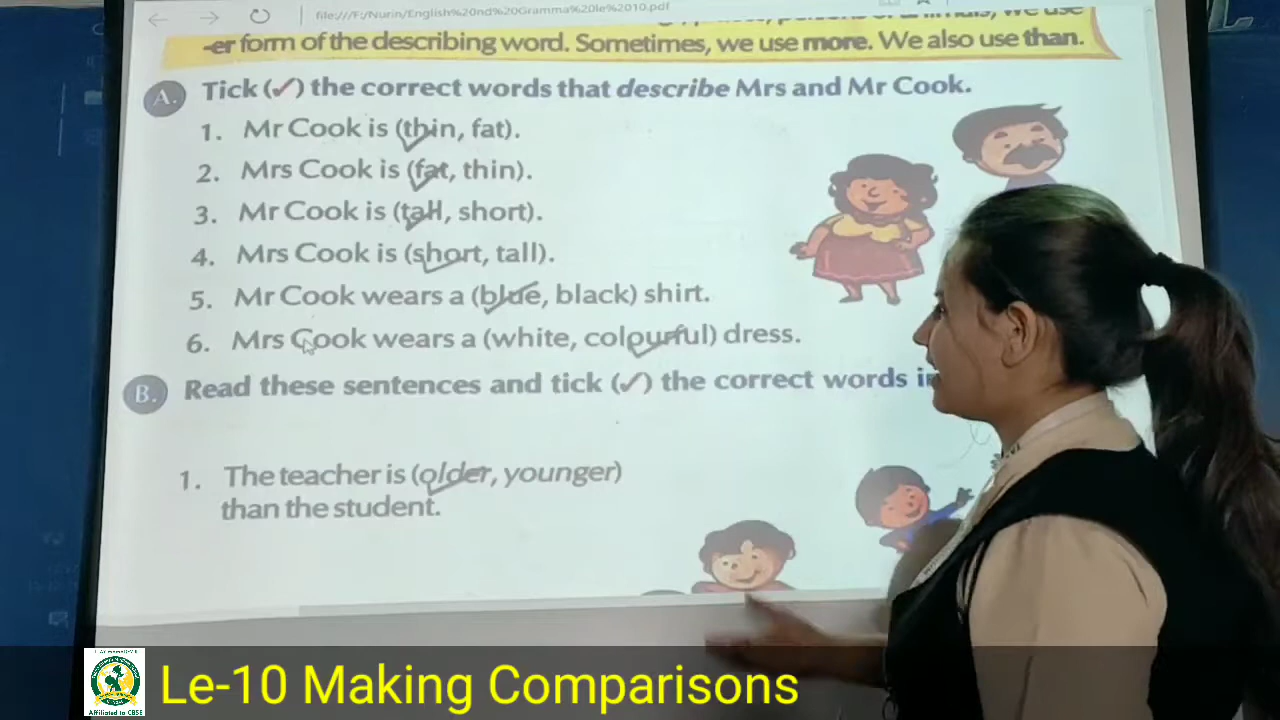 file:///F:/Nurin/English%20nd%20Gramma%20le%2010.pdf
-er form of the describing word. Sometimes, we use more. We also use than.
A. Tick (✓) the correct words that describe Mrs and Mr Cook.
1. Mr Cook is (thin, fat).
2. Mrs Cook is (fat, thin).
3. Mr Cook is (tall, short).
4. Mrs Cook is (short, tall).
5. Mr Cook wears a (blue, black) shirt.
6. Mrs Cook wears a (white, colourful) dress.
B. Read these sentences and tick (✓) the correct words
1. The teacher is (older, younger)
than the student.
Le-10 Making Comparisons
Affiliated to CBSE